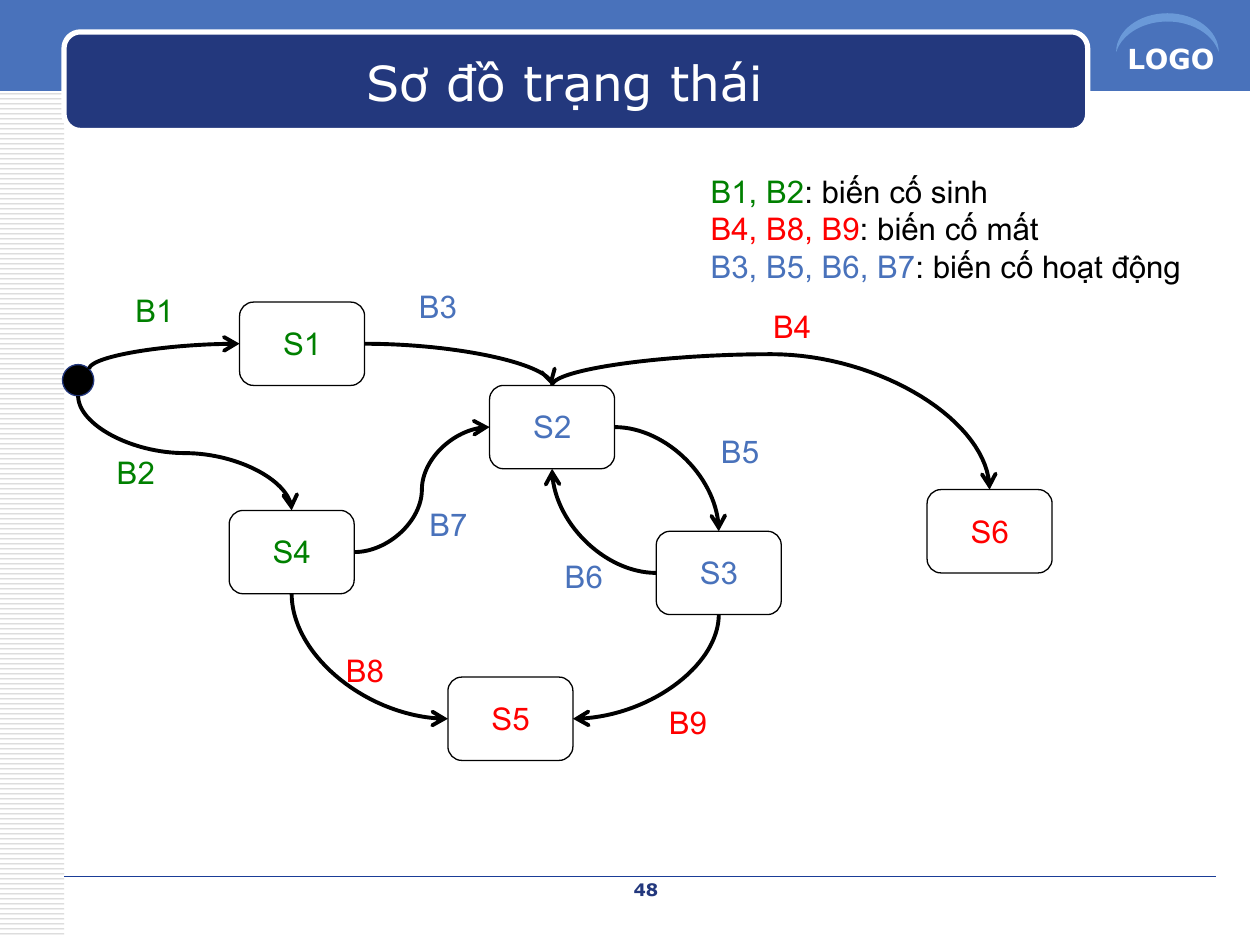 LOGO
Sơ đồ trạng thái
B1, B2: biến cố sinh
B4, B8, B9: biến cố mất
B3, B5, B6, B7: biến cố hoạt động
B1
S1
B3
B4
S2
B5
B2
S4
B7
B6
S3
S6
B8
S5
B9
48